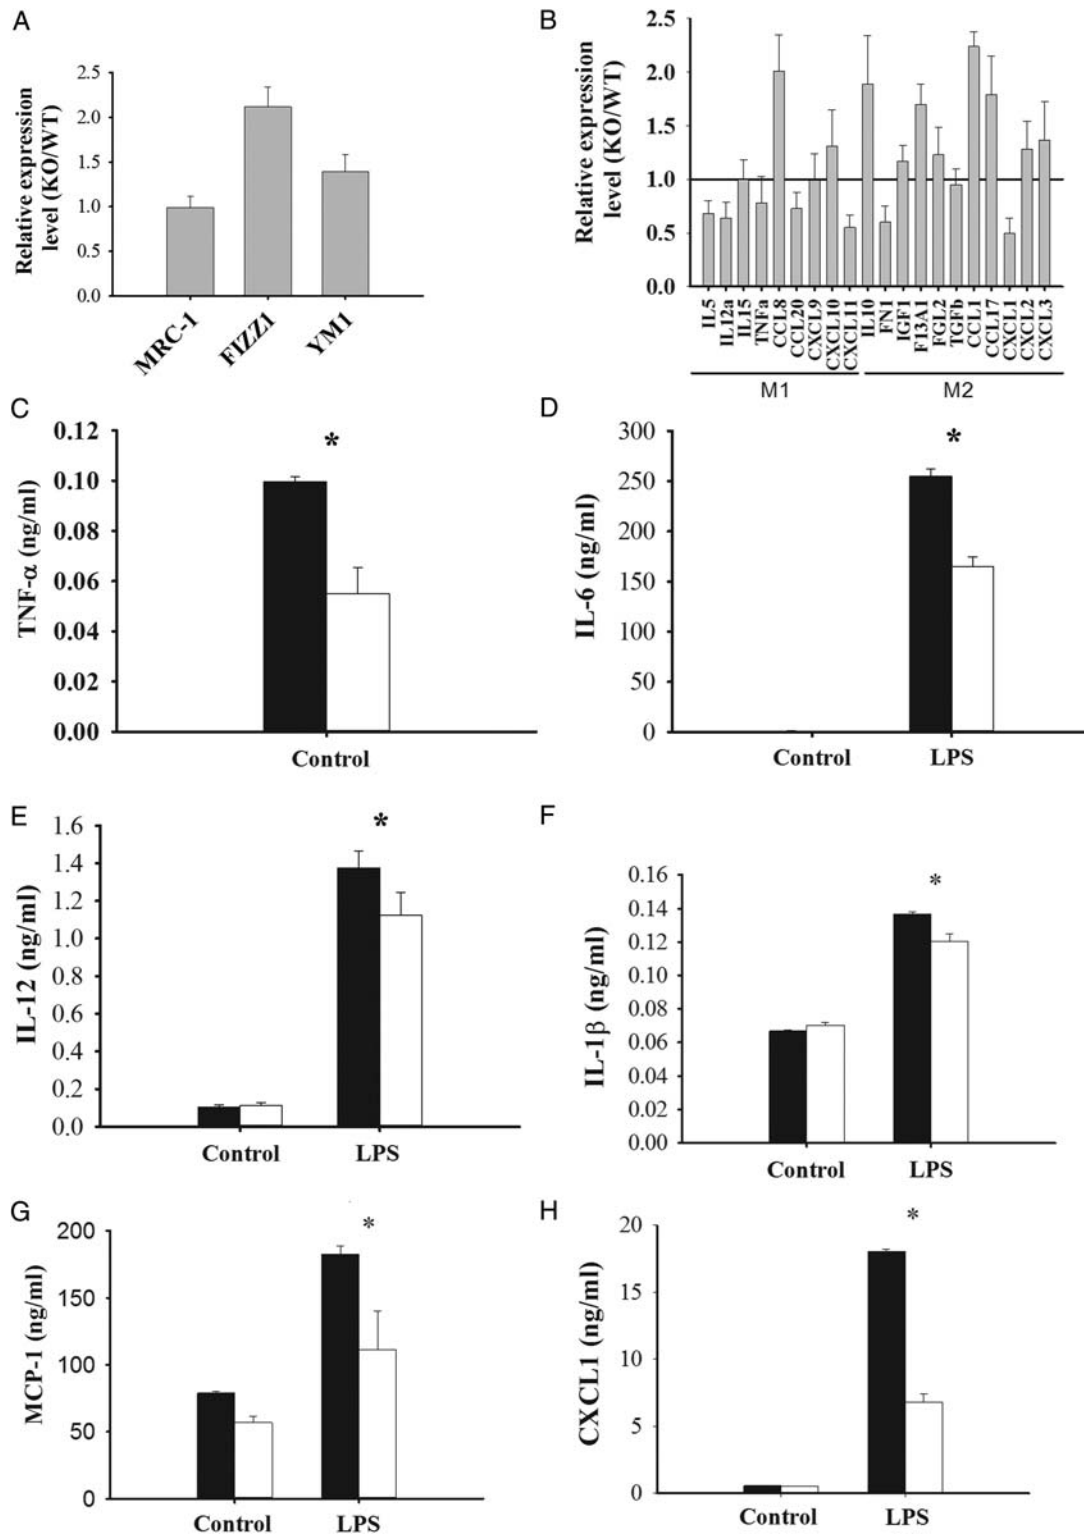 A
Relative expression
level (KO/WT)
2.5
2.0
1.5
1.0
0.5
0.0
MRC-1
FIZZ1
YM1
B
Relative expression
level (KO/WT)
2.5
2.0
1.5
1.0
0.5
0.0
IL5
IL12a
IL15
TNFa
CCL8
CCL20
CXCL9
CXCL10
CXCL11
IL10
FN1
IGF1
F13A1
FGL2
TGFb
CCL1
CCL17
CXCL1
CXCL2
CXCL3
M1
M2
C
TNF-α (ng/ml)
0.12
0.10
0.08
0.06
0.04
0.02
0.00
*
Control
D
IL-6 (ng/ml)
300
250
200
150
100
50
0
*
Control
LPS
E
IL-12 (ng/ml)
1.6
1.4
1.2
1.0
0.8
0.6
0.4
0.2
0.0
*
Control
LPS
F
IL-1β (ng/ml)
0.16
0.14
0.12
0.10
0.08
0.06
0.04
0.02
0.00
*
Control
LPS
G
MCP-1 (ng/ml)
200
150
100
50
0
*
Control
LPS
H
CXCL1 (ng/ml)
20
15
10
5
0
*
Control
LPS